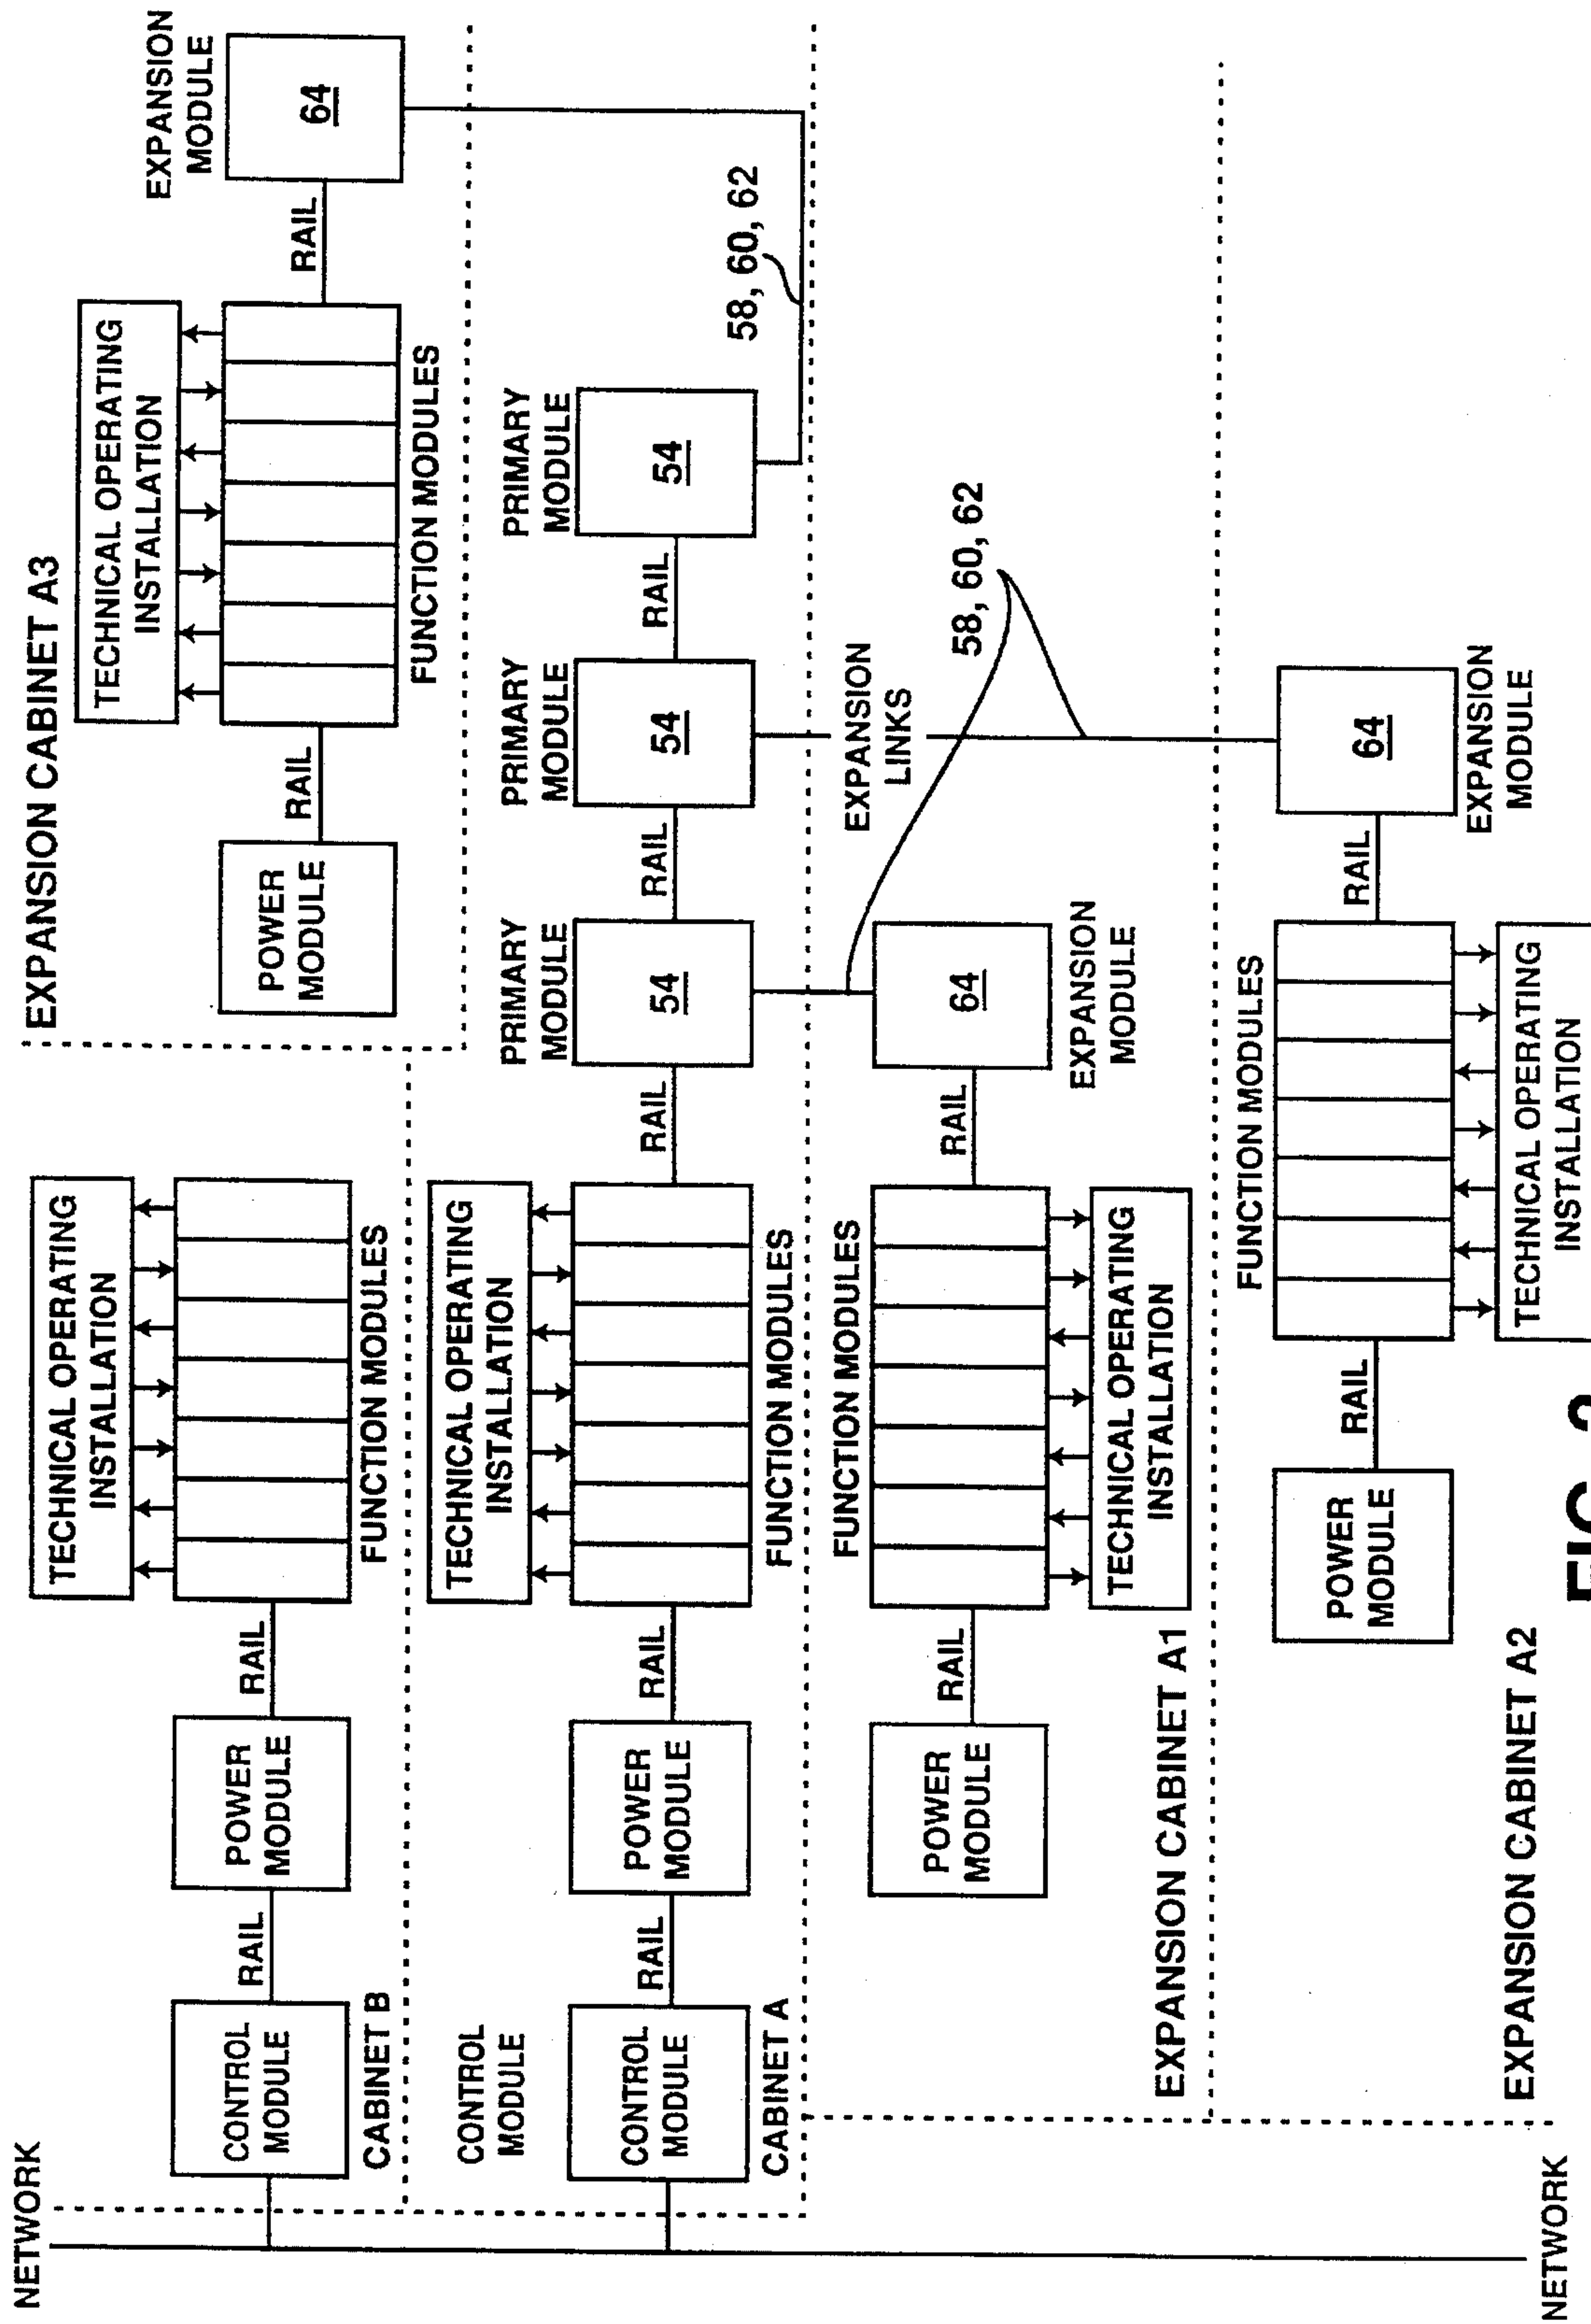 NETWORK
TECHNICAL OPERATING
INSTALLATION
CONTROL
MODULE
RAIL
POWER
MODULE
RAIL
FUNCTION MODULES
CABINET B
EXPANSION CABINET A3
TECHNICAL OPERATING
INSTALLATION
POWER
MODULE
RAIL
FUNCTION MODULES
RAIL
EXPANSION
MODULE
64
CONTROL
MODULE
TECHNICAL OPERATING
INSTALLATION
CONTROL
MODULE
RAIL
POWER
MODULE
RAIL
FUNCTION MODULES
RAIL
PRIMARY
MODULE
54
RAIL
PRIMARY
MODULE
54
RAIL
PRIMARY
MODULE
54
58, 60, 62
CABINET A
EXPANSION
LINKS
58, 60, 62
FUNCTION MODULES
POWER
MODULE
RAIL
RAIL
64
EXPANSION
MODULE
TECHNICAL OPERATING
INSTALLATION
EXPANSION CABINET A1
FUNCTION MODULES
POWER
MODULE
RAIL
RAIL
64
EXPANSION
MODULE
TECHNICAL OPERATING
INSTALLATION
EXPANSION CABINET A2
NETWORK